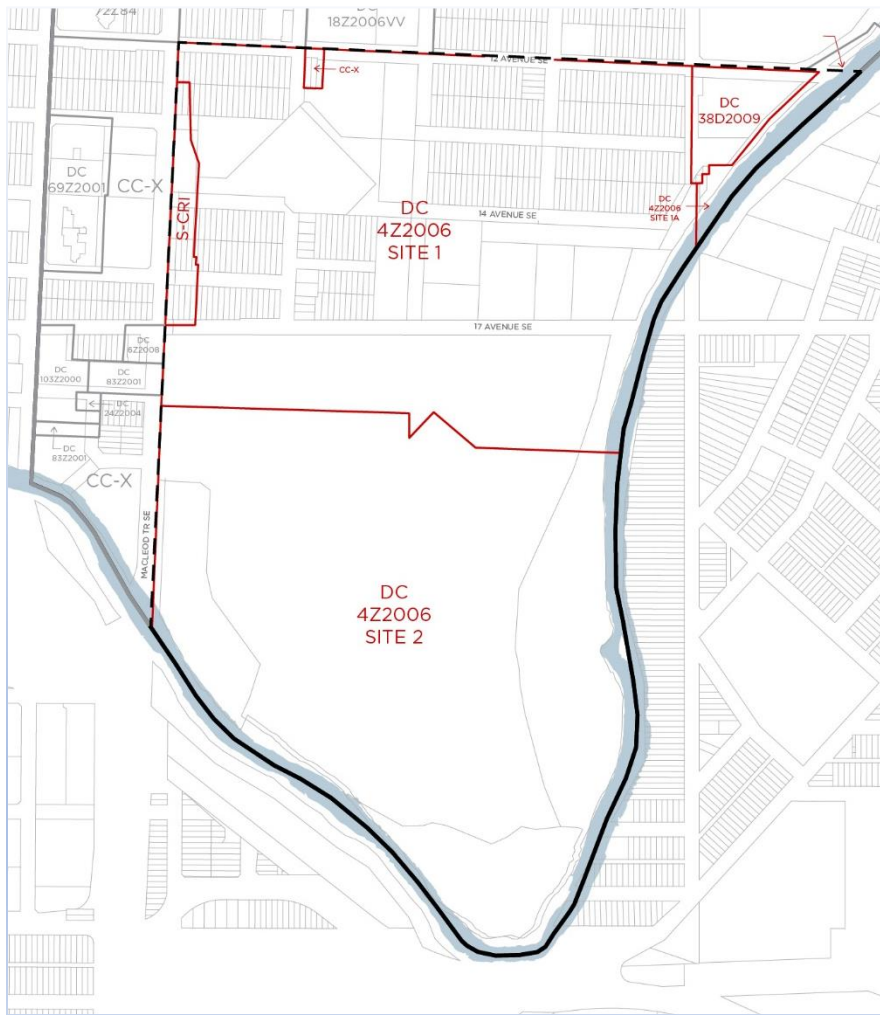 72Z84
DC
18Z2006VV
12 AVENUE SE
CC-X
DC
38D2009
DC
69Z2001
CC-X
S-CRI
DC
4Z2006
SITE 1
14 AVENUE SE
DC
4Z2006
SITE 1A
17 AVENUE SE
DC
6Z2008
DC
103Z2000
DC
83Z2001
DC
24Z2004
DC
83Z2001
CC-X
MACLEOD TR SE
DC
4Z2006
SITE 2